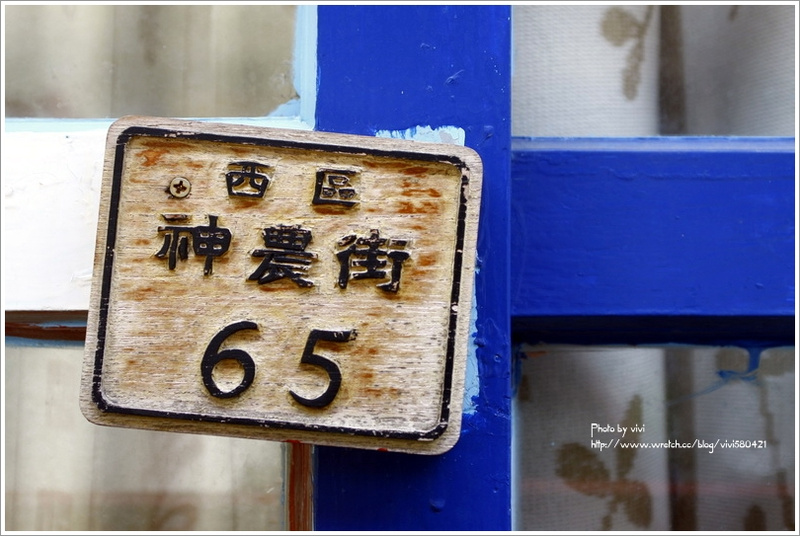 西區
神農街
65
Photo by vivi
http://www.wretch.cc/blog/vivi580421